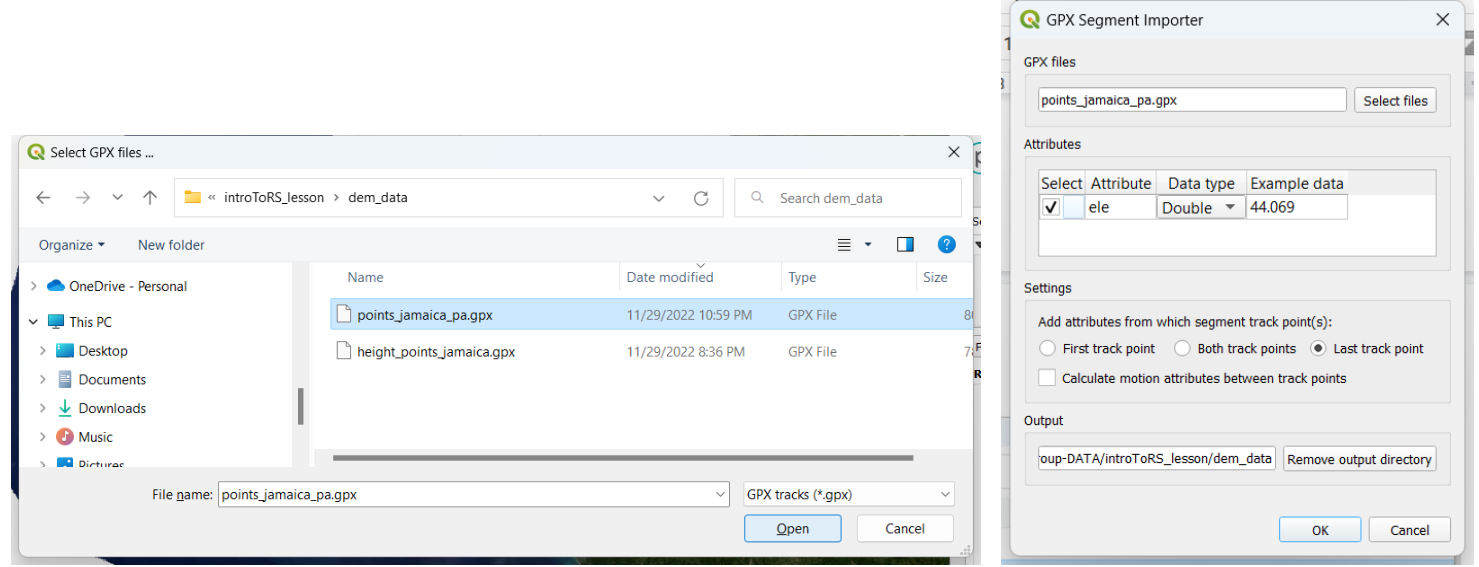 Select GPX files ...
« introToRS_lesson › dem_data
Search dem_data
Organize
New folder
Name
Date modified
Type
Size
OneDrive - Personal
This PC
Desktop
Documents
Downloads
Music
Pictures
points_jamaica_pa.gpx 11/29/2022 10:59 PM GPX File
height_points_jamaica.gpx 11/29/2022 8:36 PM GPX File
File name: points_jamaica_pa.gpx
GPX tracks (*.gpx)
Open
Cancel
GPX Segment Importer
GPX files
points_jamaica_pa.gpx
Select files
Attributes
Select Attribute Data type Example data
ele Double 44.069
Settings
Add attributes from which segment track point(s):
First track point Both track points Last track point
Calculate motion attributes between track points
Output
oup-DATA/introToRS_lesson/dem_data
Remove output directory
OK
Cancel